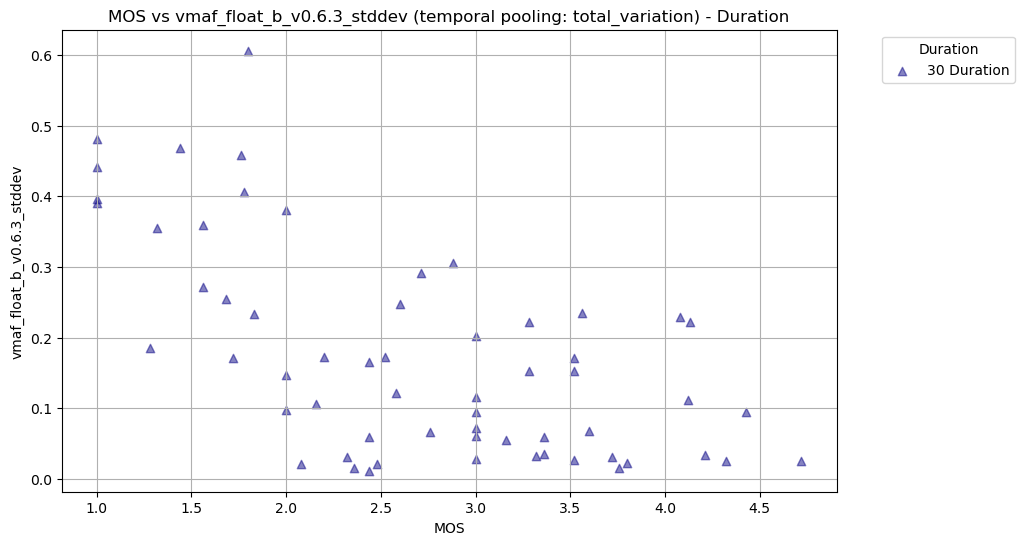 MOS vs vmaf_float_b_v0.6.3_stddev (temporal pooling: total_variation) - Duration
Duration
30 Duration
vmaf_float_b_v0.6.3_stddev
0.6
0.5
0.4
0.3
0.2
0.1
0.0
1.0 1.5 2.0 2.5 3.0 3.5 4.0 4.5
MOS